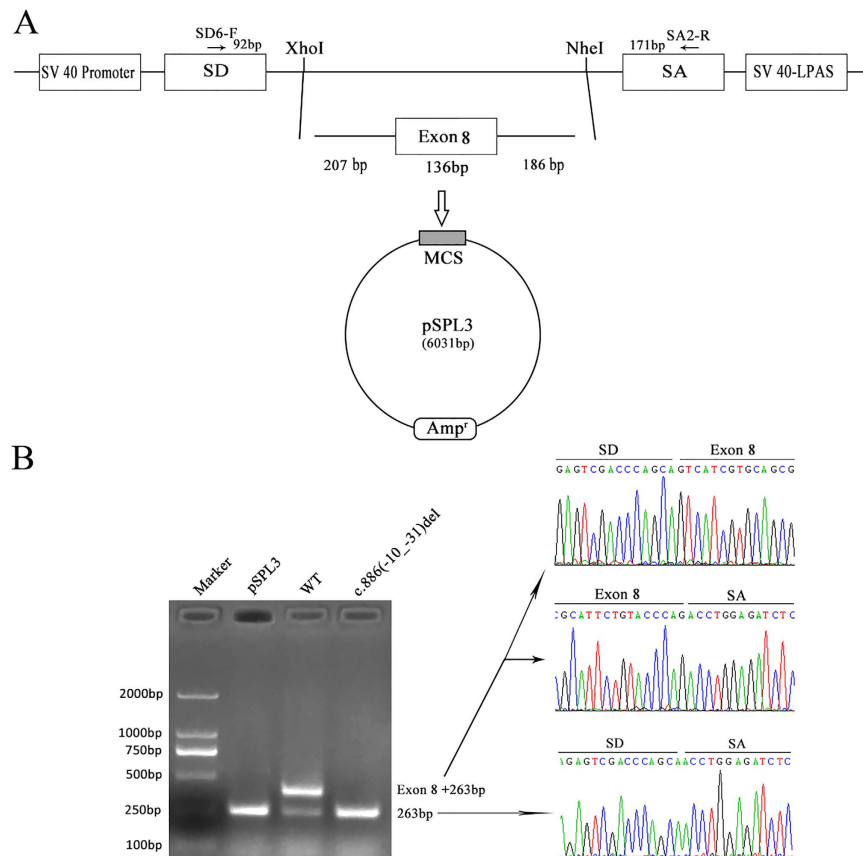 A
SD6-F
92bp
XhoI
NheI
171bp
SA2-R
SV 40 Promoter
SD
SA
SV 40-LPAS
Exon 8
207 bp
136bp
186 bp
MCS
pSPL3
(6031bp)
Ampʳ
B
Marker
pSPL3
WT
c.886(-10_-31)del
2000bp
1000bp
750bp
500bp
250bp
100bp
Exon 8 +263bp
263bp
SD Exon 8
GAGTCGACCCAGCAGTCATCGTGCAGCG
Exon 8 SA
CGCATTCTGTACCCAGACCTGGAGATCTC
SD SA
AGAGTCGACCCAGCAACCTGGAGATCTC